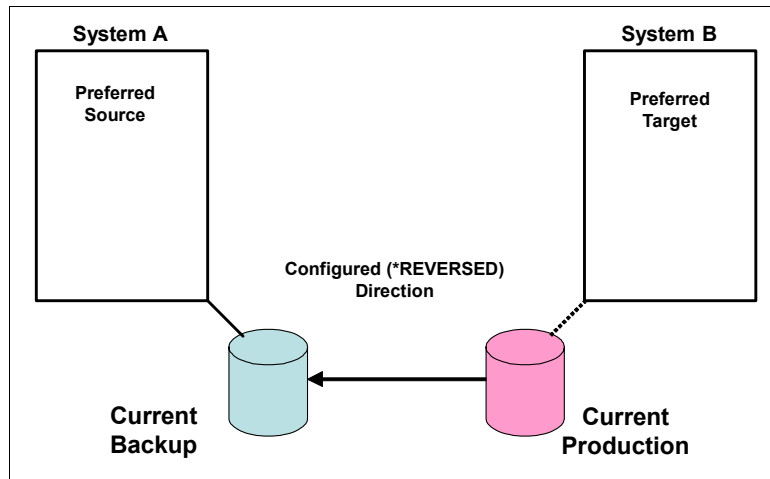 System A
System B
Preferred
Source
Preferred
Target
Configured (*REVERSED)
Direction
Current
Backup
Current
Production